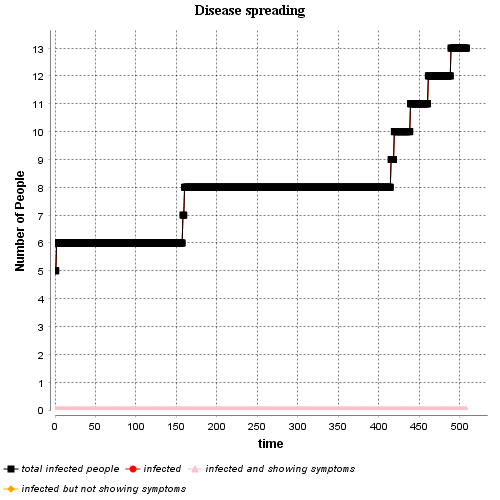 Disease spreading
13
12
11
10
9
8
7
6
5
4
3
2
1
0
Number of People
0 50 100 150 200 250 300 350 400 450 500
time
total infected people infected infected and showing symptoms
infected but not showing symptoms